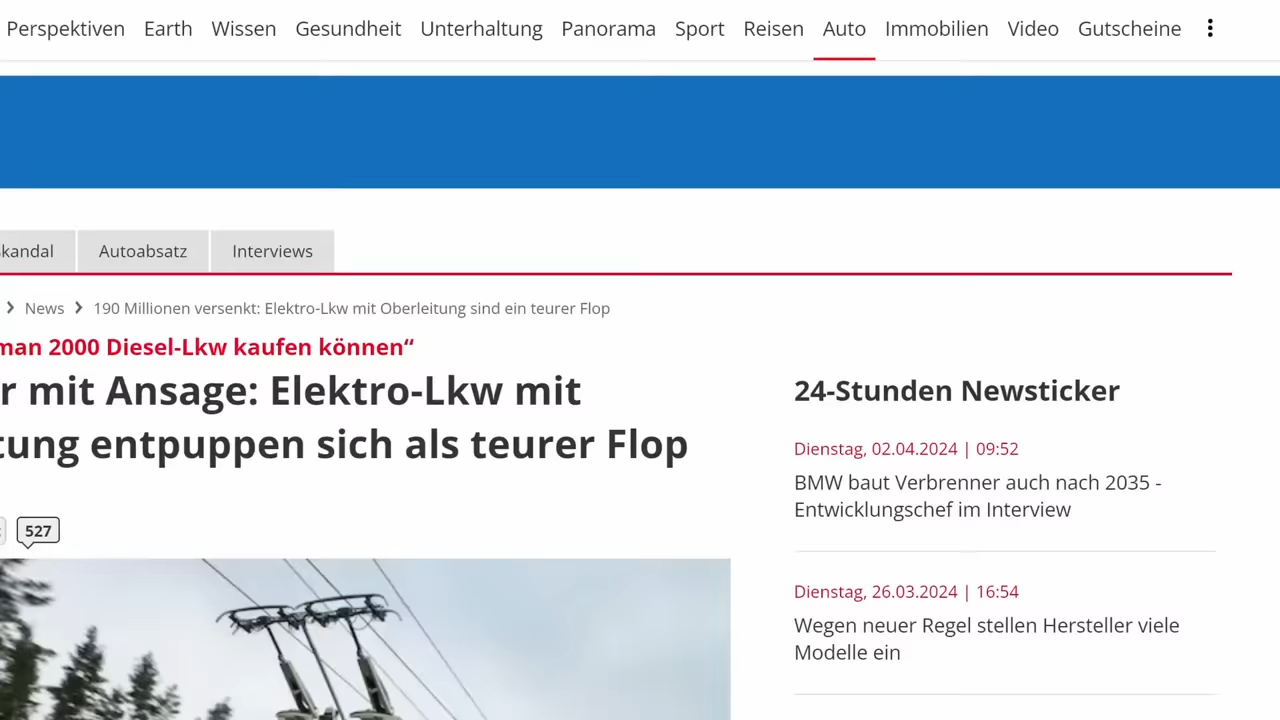 Perspektiven Earth Wissen Gesundheit Unterhaltung Panorama Sport Reisen Auto Immobilien Video Gutscheine
kandal Autoabsatz Interviews
News 190 Millionen versenkt: Elektro-Lkw mit Oberleitung sind ein teurer Flop
man 2000 Diesel-Lkw kaufen können“
r mit Ansage: Elektro-Lkw mit
tung entpuppen sich als teurer Flop
527
24-Stunden Newsticker
Dienstag, 02.04.2024 | 09:52
BMW baut Verbrenner auch nach 2035 -
Entwicklungschef im Interview
Dienstag, 26.03.2024 | 16:54
Wegen neuer Regel stellen Hersteller viele
Modelle ein